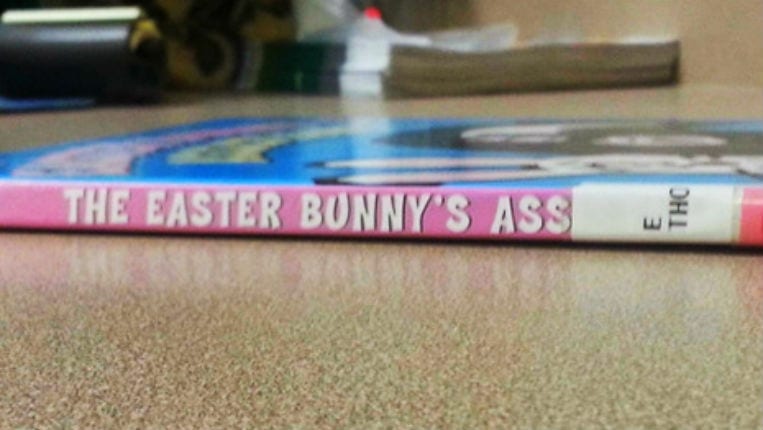 THE EASTER BUNNY'S ASS
E
THO